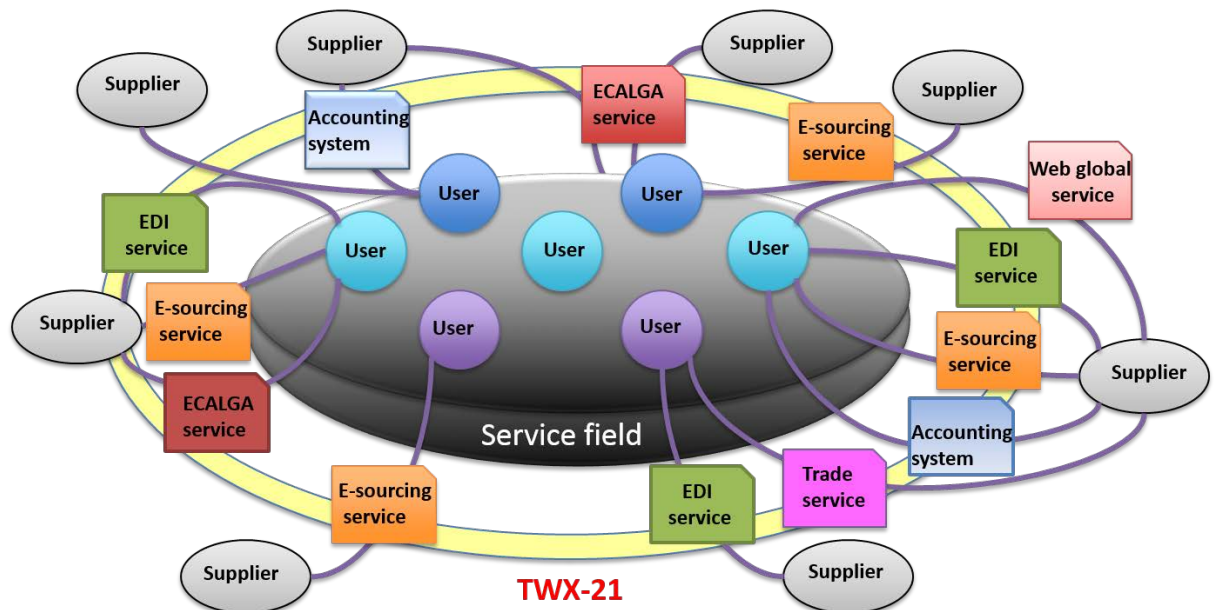 Supplier
Supplier
Supplier
Supplier
Supplier
ECALGA
service
Accounting
system
E-sourcing
service
Web global
service
User
User
EDI
service
User
User
User
EDI
service
Supplier
E-sourcing
service
User
User
E-sourcing
service
Supplier
ECALGA
service
Service field
Accounting
system
E-sourcing
service
EDI
service
Trade
service
Supplier
Supplier
TWX-21